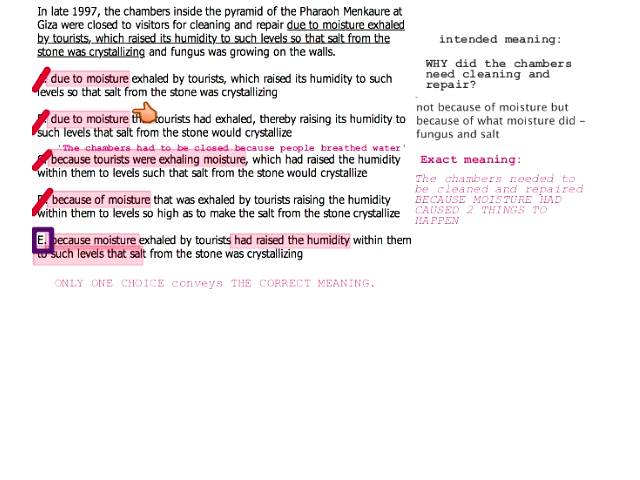 In late 1997, the chambers inside the pyramid of the Pharaoh Menkaure at
Giza were closed to visitors for cleaning and repair due to moisture exhaled
by tourists, which raised its humidity to such levels so that salt from the
stone was crystallizing and fungus was growing on the walls.
due to moisture exhaled by tourists, which raised its humidity to such
levels so that salt from the stone was crystallizing
due to moisture tourists had exhaled, thereby raising its humidity to
such levels that salt from the stone would crystallize
'The chambers had to be closed because people breathed water'
because tourists were exhaling moisture, which had raised the humidity
within them to levels such that salt from the stone would crystallize
because of moisture that was exhaled by tourists raising the humidity
within them to levels so high as to make the salt from the stone crystallize
E. because moisture exhaled by tourists had raised the humidity within them
to such levels that salt from the stone was crystallizing
ONLY ONE CHOICE conveys THE CORRECT MEANING.
intended meaning:
WHY did the chambers
need cleaning and
repair?
not because of moisture but
because of what moisture did -
fungus and salt
Exact meaning:
The chambers needed to
be cleaned and repaired
BECAUSE MOISTURE HAD
CAUSED 2 THINGS TO
HAPPEN